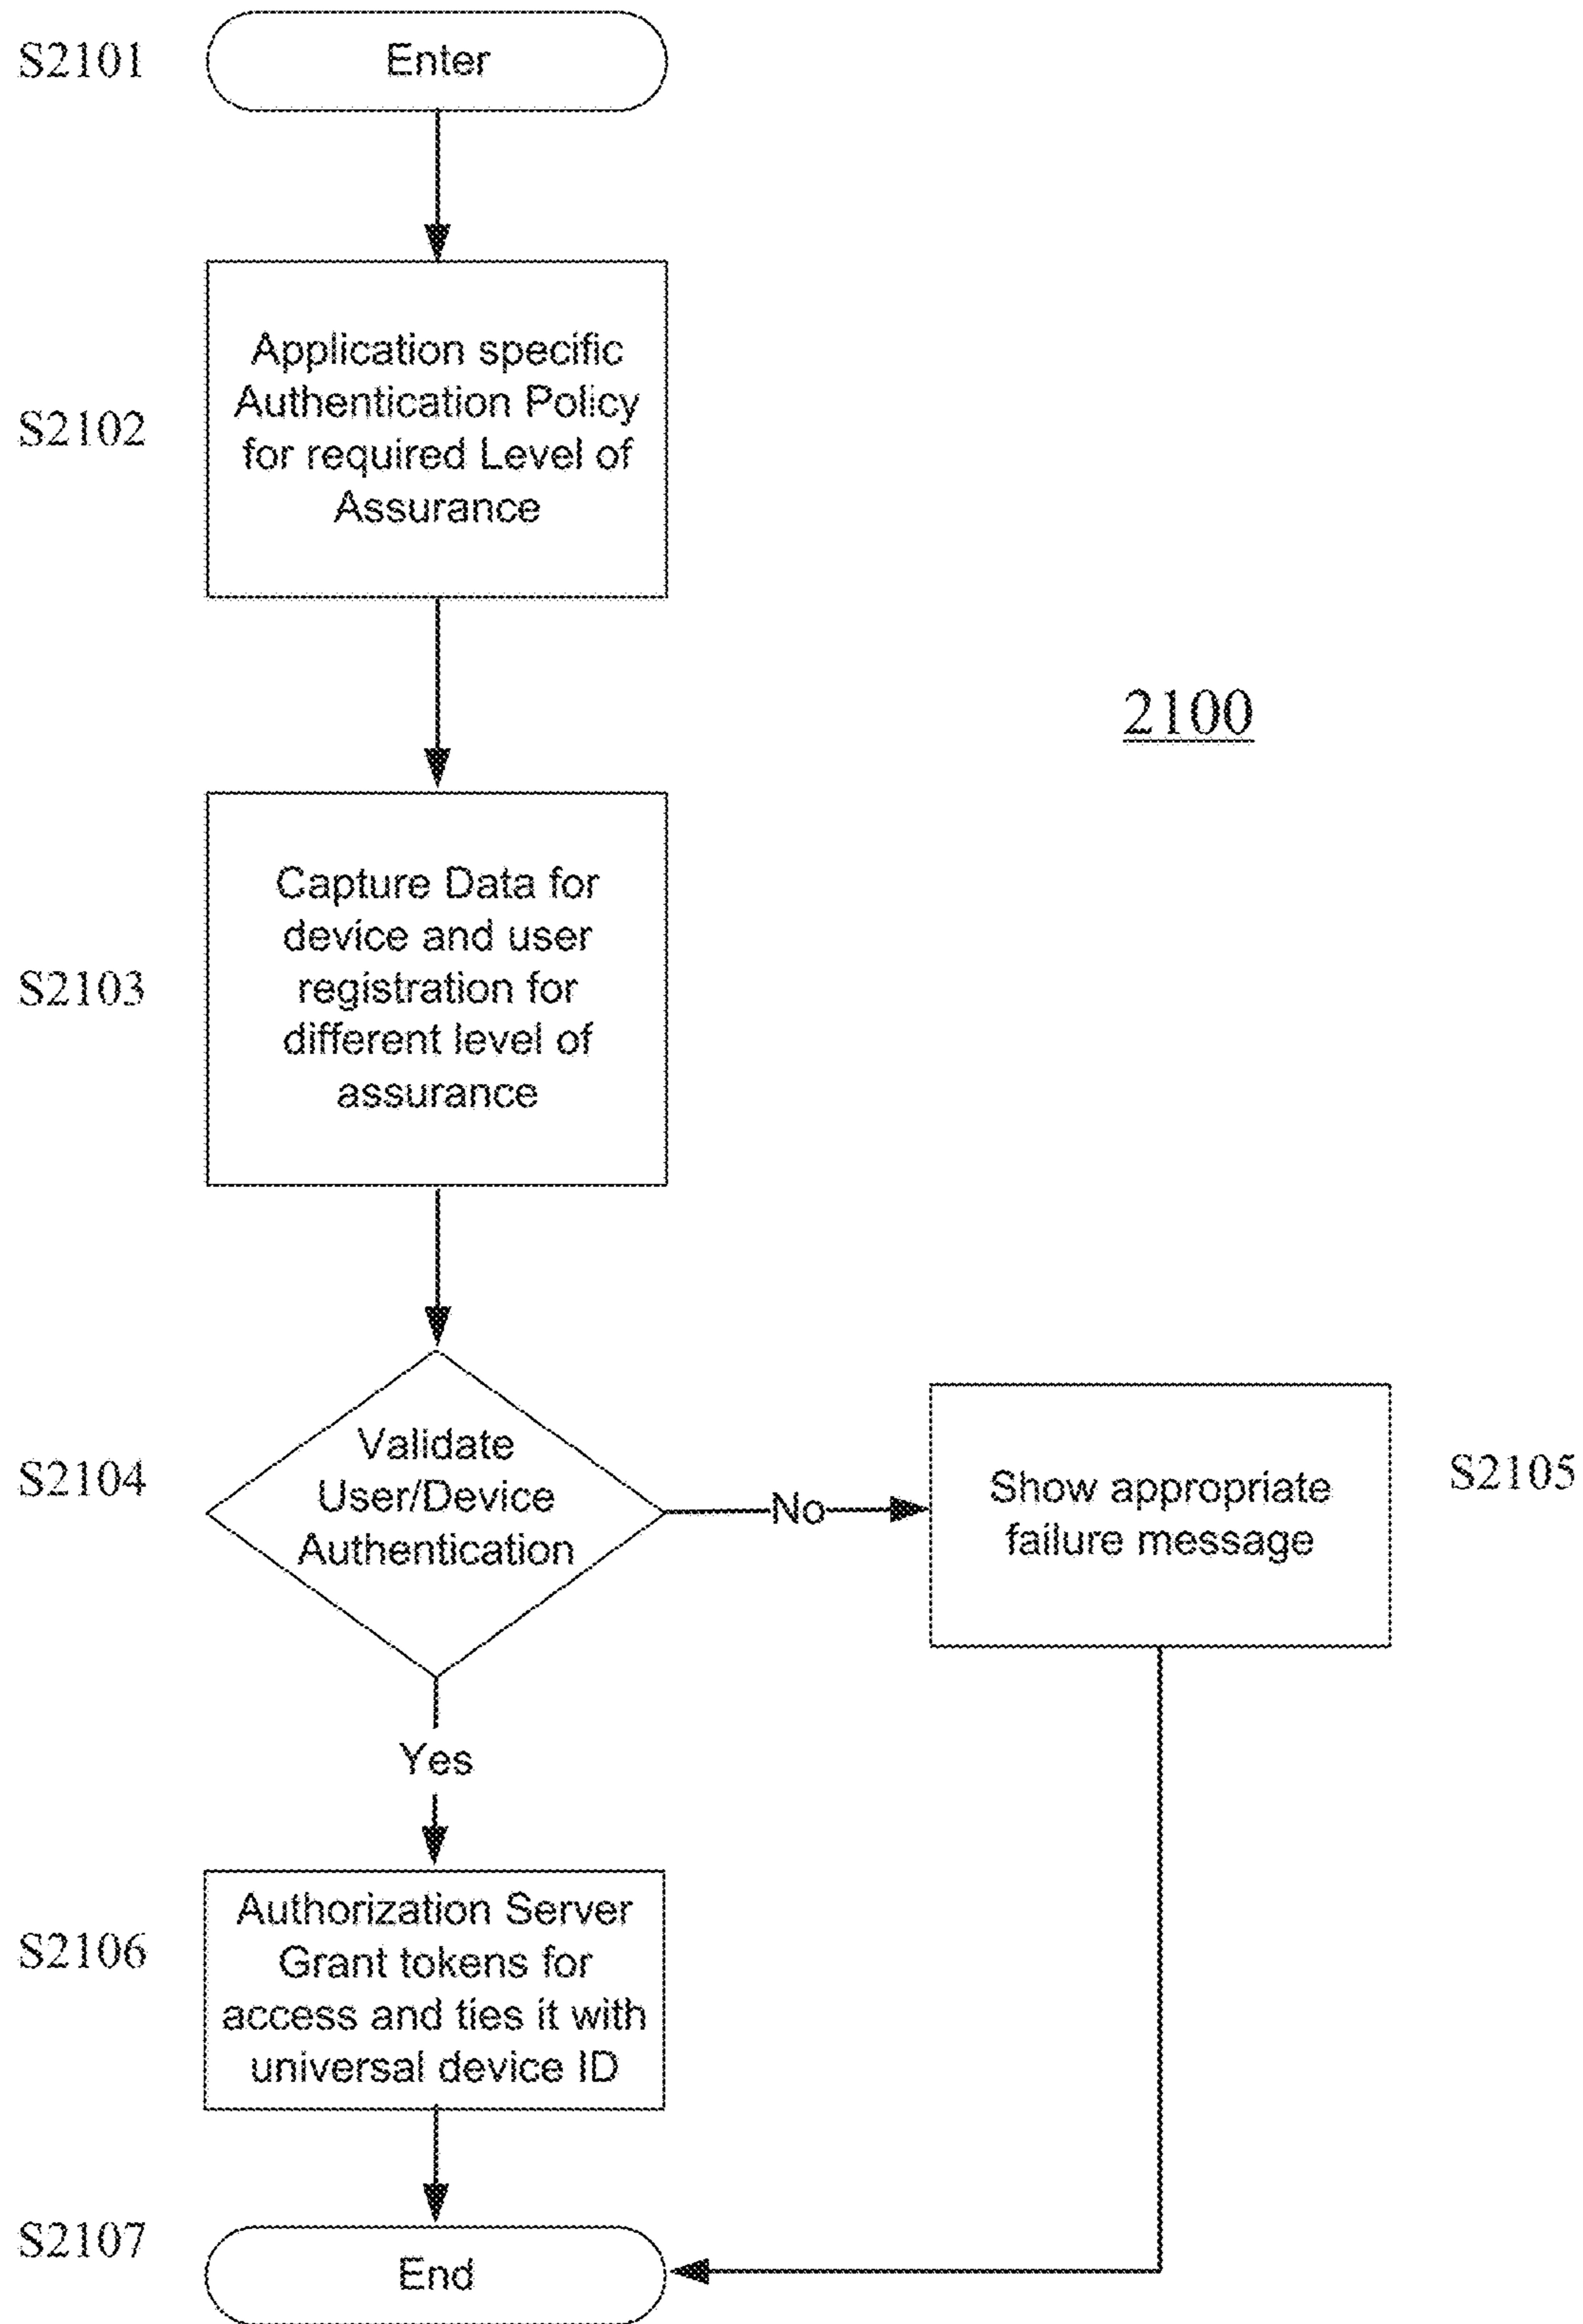 S2101
Enter
S2102
Application specific
Authentication Policy
for required Level of
Assurance
2100
S2103
Capture Data for
device and user
registration for
different level of
assurance
S2104
Validate
User/Device
Authentication
No
Show appropriate
failure message
S2105
Yes
S2106
Authorization Server
Grant tokens for
access and ties it with
universal device ID
S2107
End